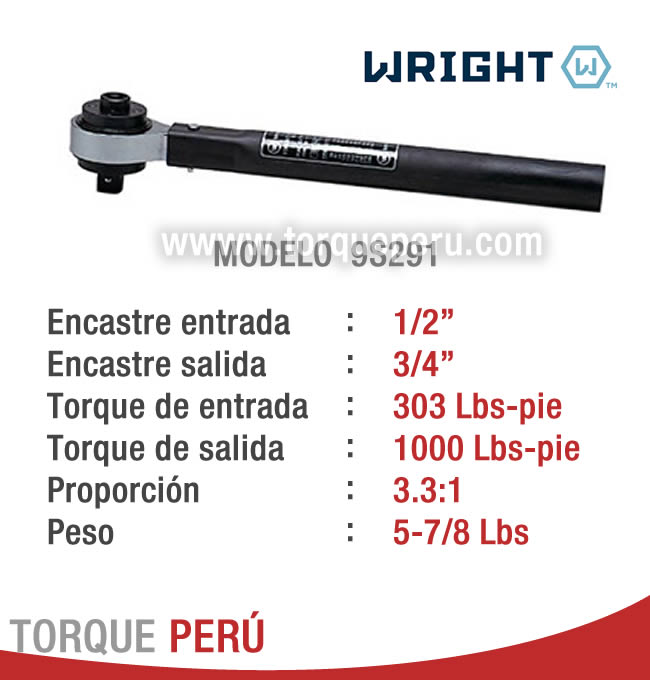 WRIGHT W ™
www.torqueperu.com
MODELO 9S291
Encastre entrada : 1/2”
Encastre salida : 3/4”
Torque de entrada : 303 Lbs-pie
Torque de salida : 1000 Lbs-pie
Proporción : 3.3:1
Peso : 5-7/8 Lbs
TORQUE PERÚ